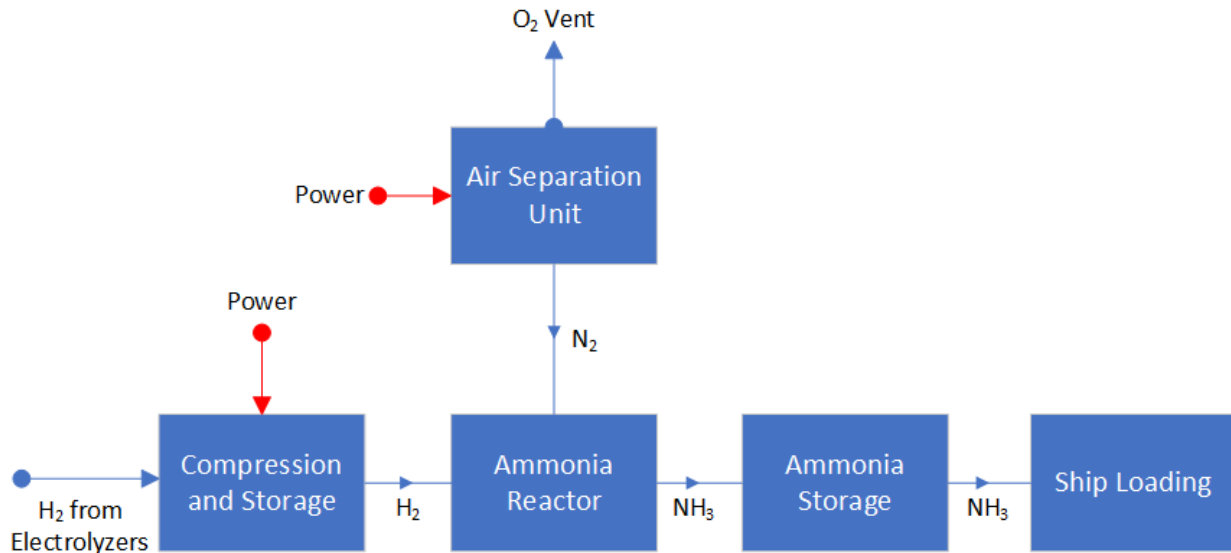 O₂ Vent
Air Separation
Unit
Power
Power
N₂
Compression
and Storage
Ammonia
Reactor
Ammonia
Storage
Ship Loading
H₂ from
Electrolyzers
H₂
NH₃
NH₃